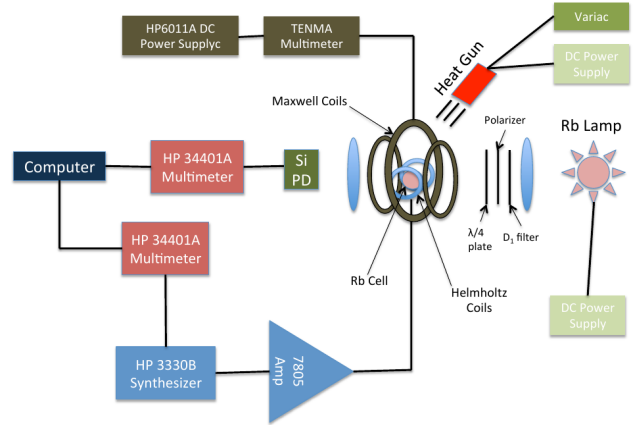 HP6011A DC
Power Supplyc
TENMA
Multimeter
Heat Gun
Variac
DC Power
Supply
Maxwell Coils
Polarizer
Rb Lamp
Computer
HP 34401A
Multimeter
Si
PD
HP 34401A
Multimeter
λ/4
plate
D₁ filter
Rb Cell
Helmholtz
Coils
DC Power
Supply
HP 3330B
Synthesizer
7805
Amp